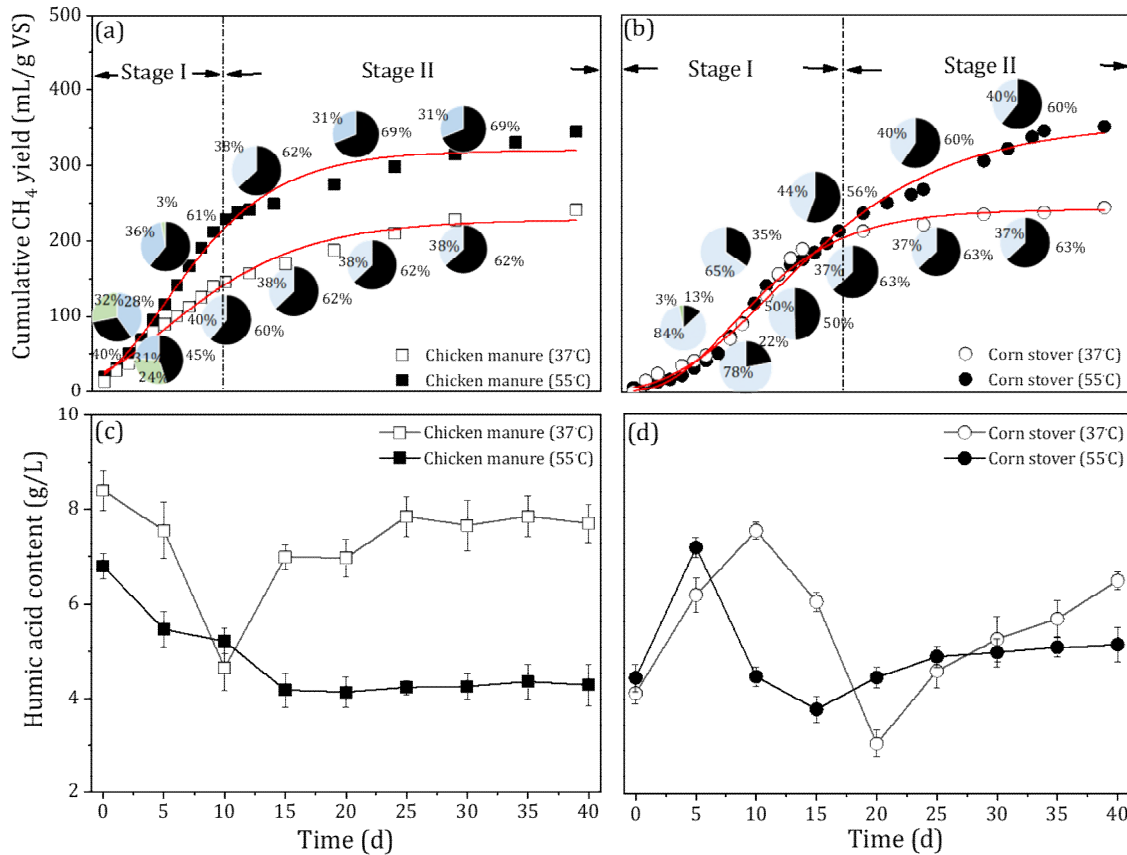 (a)
Stage I
Stage II
Cumulative CH4 yield (mL/g VS)
500
400
300
200
100
0
32%
28%
40%
36%
3%
61%
38%
62%
31%
69%
31%
69%
31%
45%
24%
40%
60%
38%
62%
38%
62%
38%
62%
Chicken manure (37°C)
Chicken manure (55°C)
(b)
Stage I
Stage II
3%
13%
84%
35%
65%
44%
56%
40%
60%
40%
60%
22%
78%
50%
50%
37%
63%
37%
63%
37%
63%
Corn stover (37°C)
Corn stover (55°C)
(c)
Chicken manure (37°C)
Chicken manure (55°C)
Humic acid content (g/L)
10
8
6
4
2
0 5 10 15 20 25 30 35 40
Time (d)
(d)
Corn stover (37°C)
Corn stover (55°C)
0 5 10 15 20 25 30 35 40
Time (d)